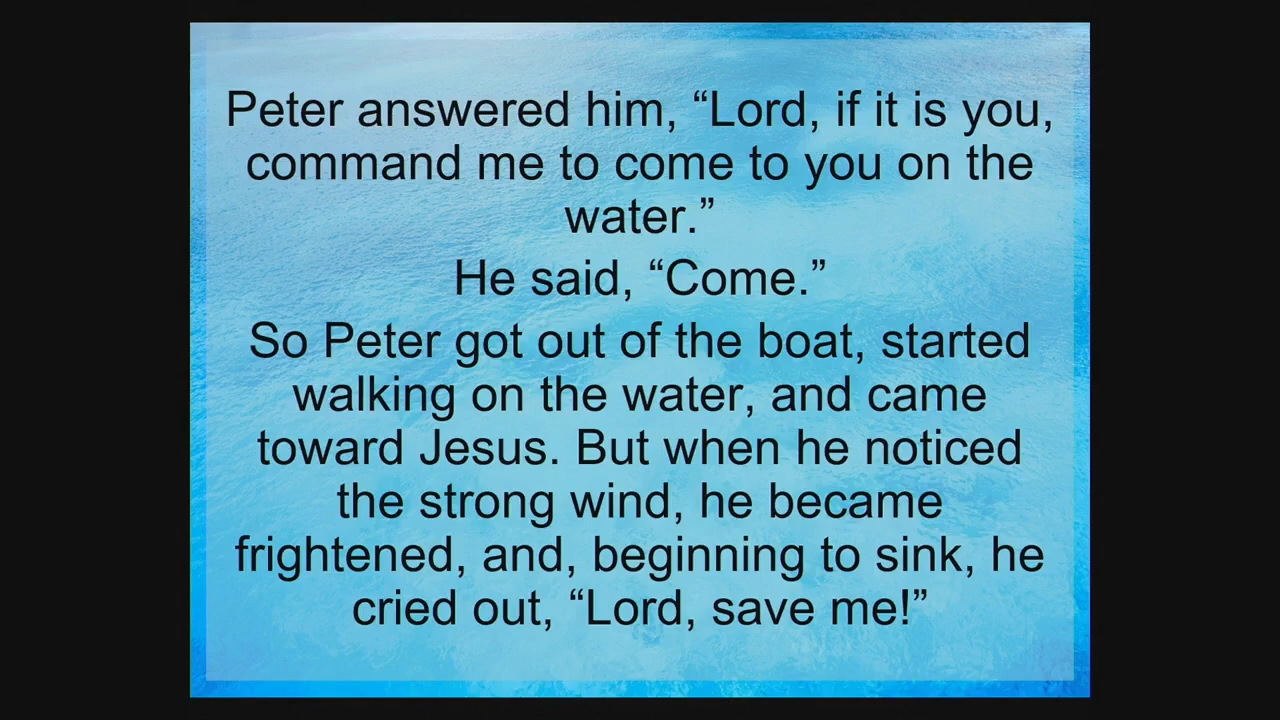 Peter answered him, “Lord, if it is you,
command me to come to you on the
water.”
He said, “Come.”
So Peter got out of the boat, started
walking on the water, and came
toward Jesus. But when he noticed
the strong wind, he became
frightened, and, beginning to sink, he
cried out, “Lord, save me!”